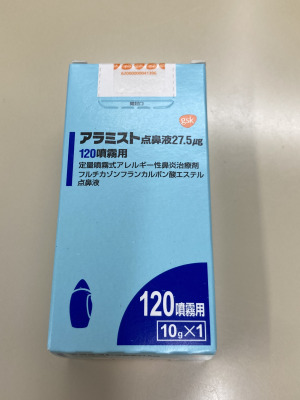 gsk
アラミスト点鼻液27.5μg
120噴霧用
定量噴霧式アレルギー性鼻炎治療剤
フルチカゾンフランカルボン酸エステル
点鼻液
120噴霧用
10g×1